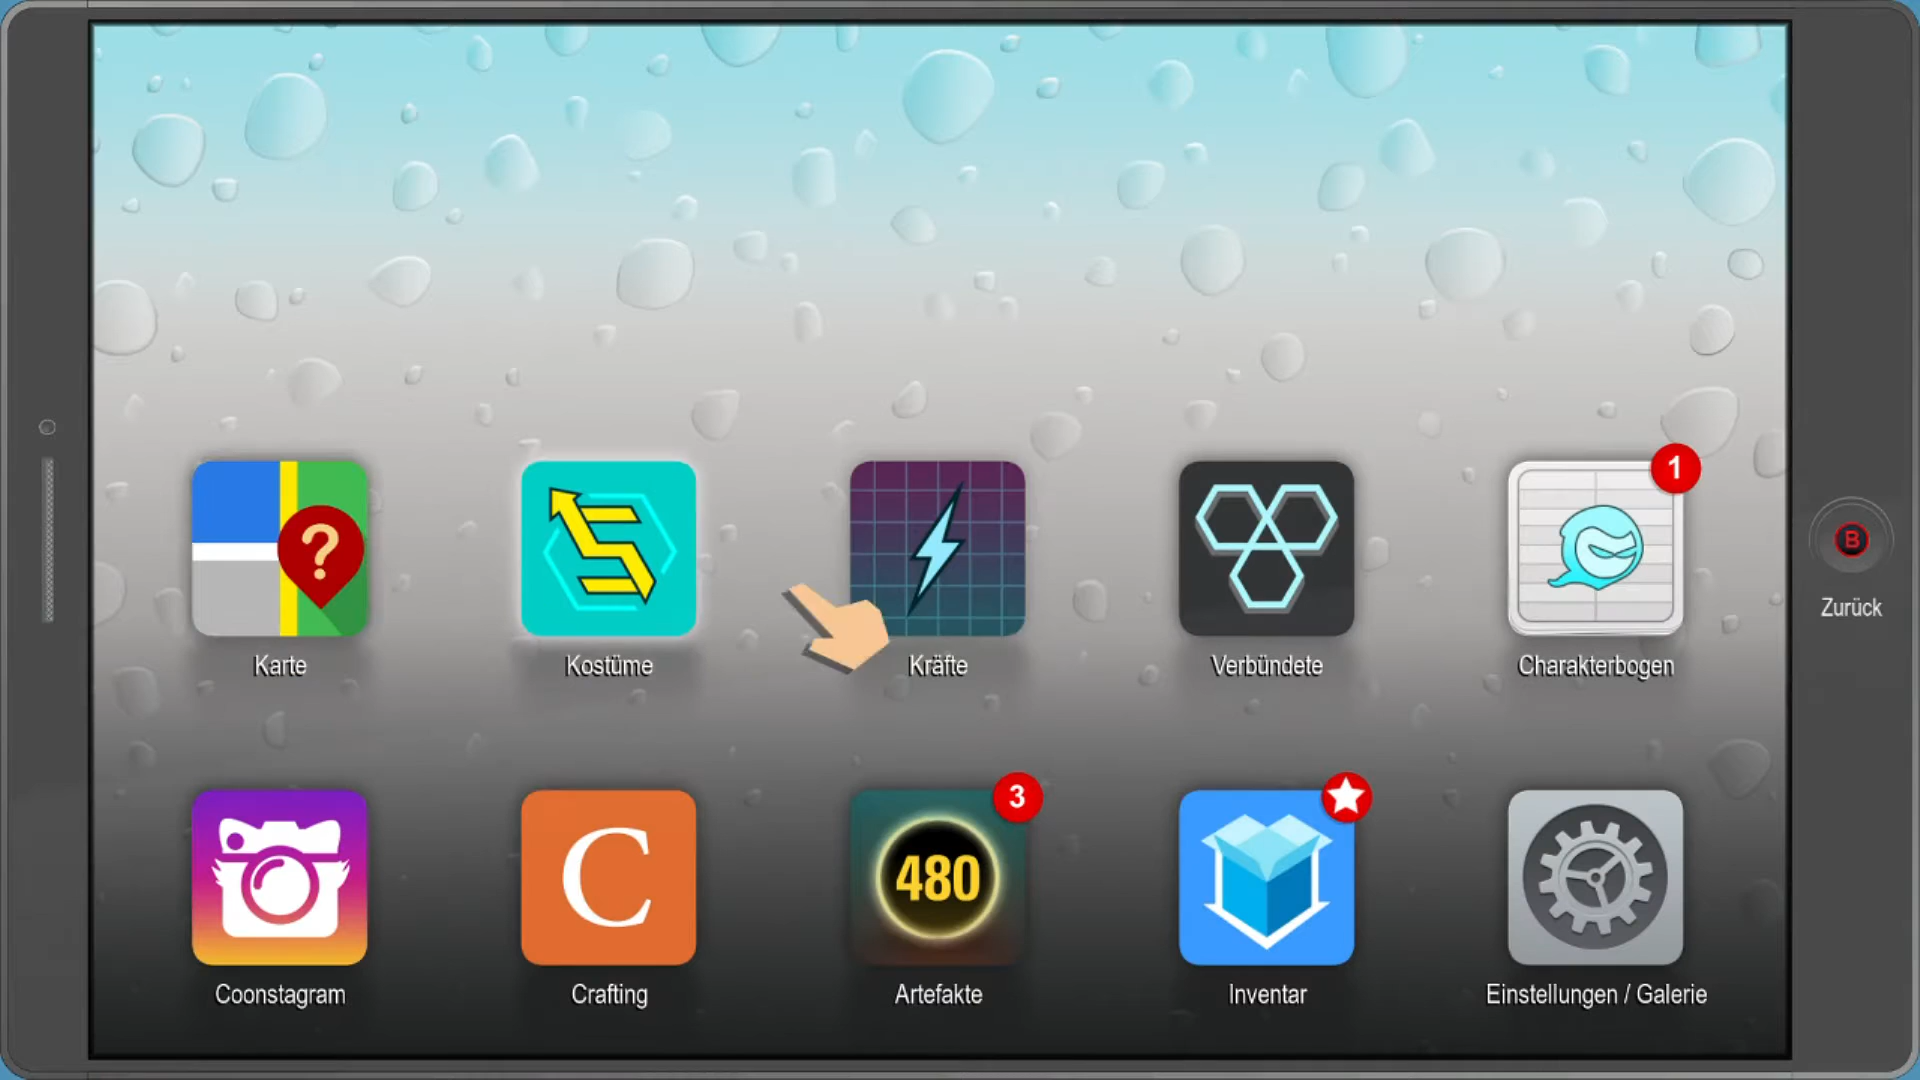 ?
1
Karte
Kostüme
Kräfte
Verbündete
Charakterbogen
B
Zurück
C
480
3
Coonstagram
Crafting
Artefakte
Inventar
Einstellungen / Galerie